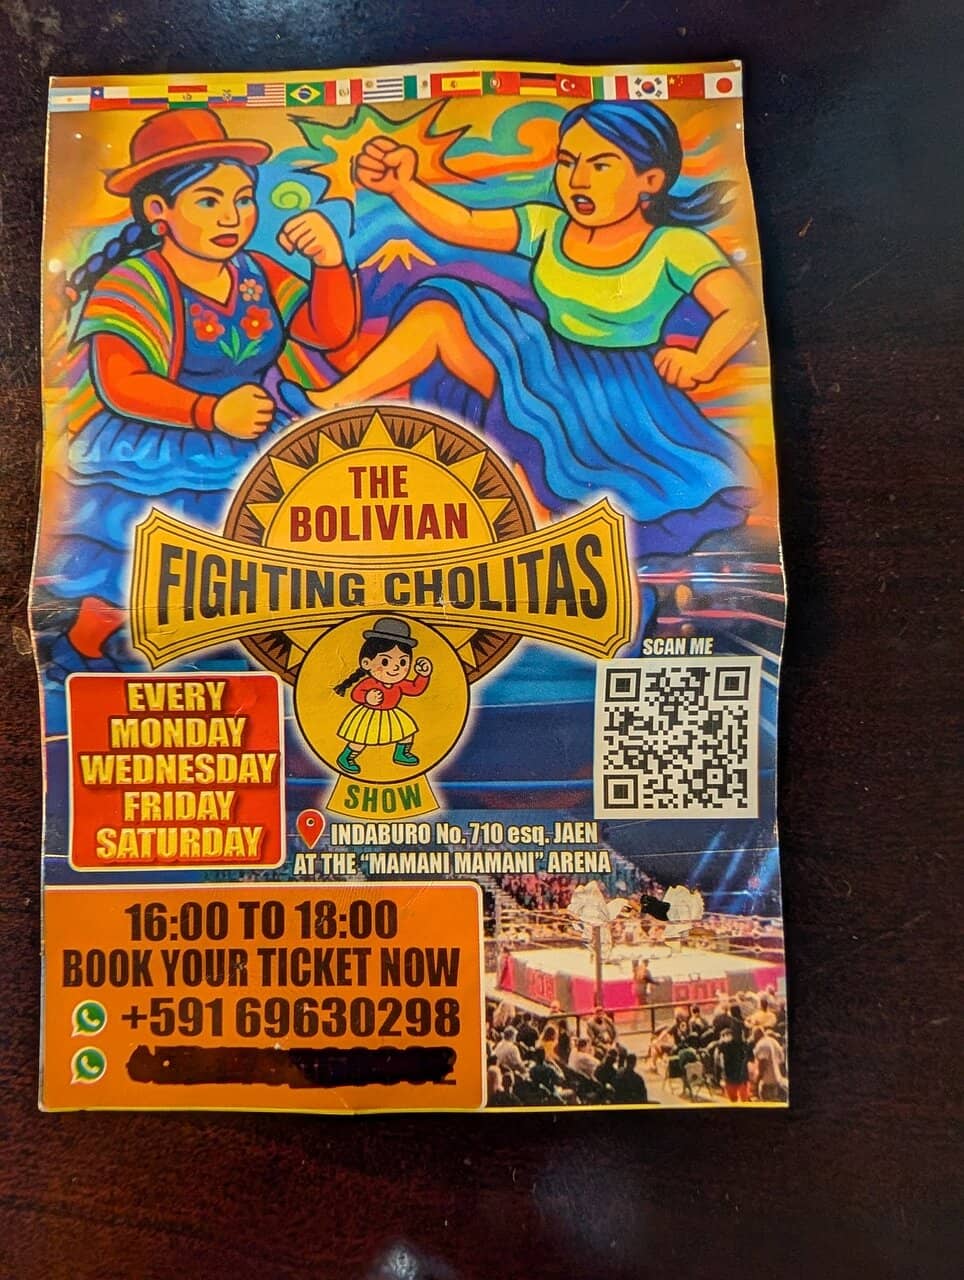 THE
BOLIVIAN
FIGHTING CHOLITAS
SHOW
SCAN ME
EVERY
MONDAY
WEDNESDAY
FRIDAY
SATURDAY
INDABURO No. 710 esq. JAEN
AT THE “MAMANI MAMANI” ARENA
16:00 TO 18:00
BOOK YOUR TICKET NOW
+591 69630298